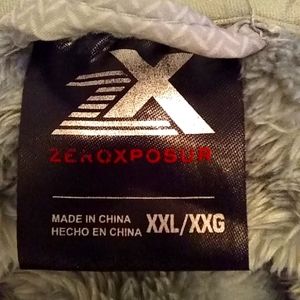 ZX
ZEROXPOSUR
MADE IN CHINA
HECHO EN CHINA
XXL/XXG